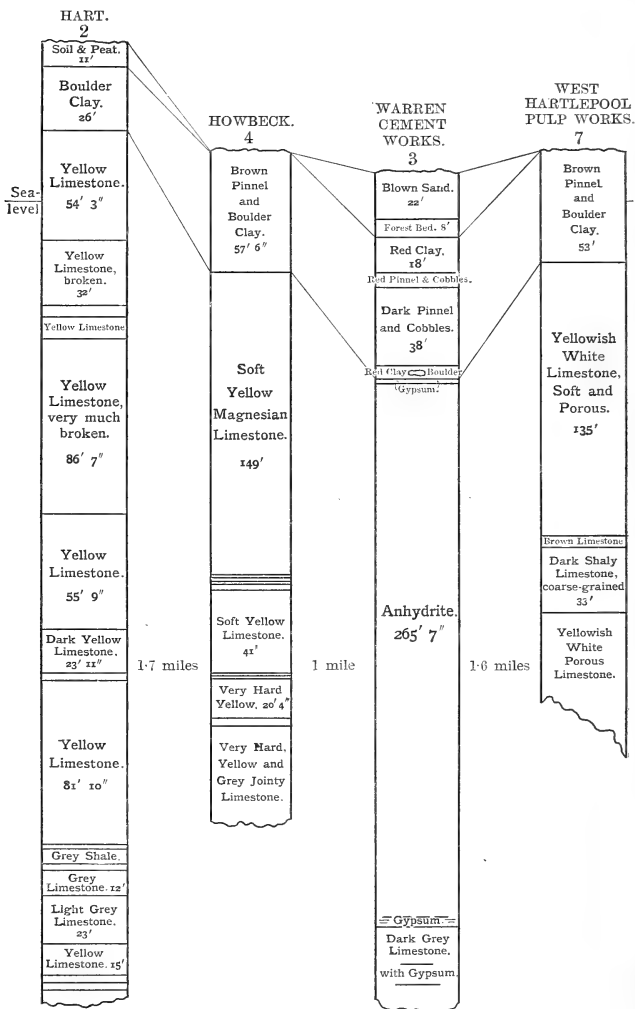 HART.
2
Soil & Peat.
11'
Boulder
Clay.
26'
Yellow
Limestone.
54' 3"
Sea-
level
Yellow
Limestone,
broken.
32'
Yellow Limestone
Yellow
Limestone,
very much
broken.
86' 7"
Yellow
Limestone.
55' 9"
Dark Yellow
Limestone.
23' 11"
Yellow
Limestone.
81' 10"
Grey Shale.
Grey
Limestone. 12'
Light Grey
Limestone.
23'
Yellow
Limestone. 15'
1·7 miles
HOWBECK.
4
Brown
Pinnel
and
Boulder
Clay.
57' 6"
Soft
Yellow
Magnesian
Limestone.
149'
Soft Yellow
Limestone.
41'
Very Hard
Yellow. 20'4"
Very Hard,
Yellow and
Grey Jointy
Limestone.
1 mile
WARREN
CEMENT
WORKS.
3
Blown Sand.
22'
Forest Bed. 8'
Red Clay.
18'
Red Pinnel & Cobbles.
Dark Pinnel
and Cobbles.
38'
Red Clay Boulder
Gypsum.
Anhydrite.
265' 7"
Gypsum.
Dark Grey
Limestone,
with Gypsum.
1·6 miles
WEST
HARTLEPOOL
PULP WORKS.
7
Brown
Pinnel
and
Boulder
Clay.
53'
Yellowish
White
Limestone,
Soft and
Porous.
135'
Brown Limestone
Dark Shaly
Limestone,
coarse-grained
33'
Yellowish
White
Porous
Limestone.